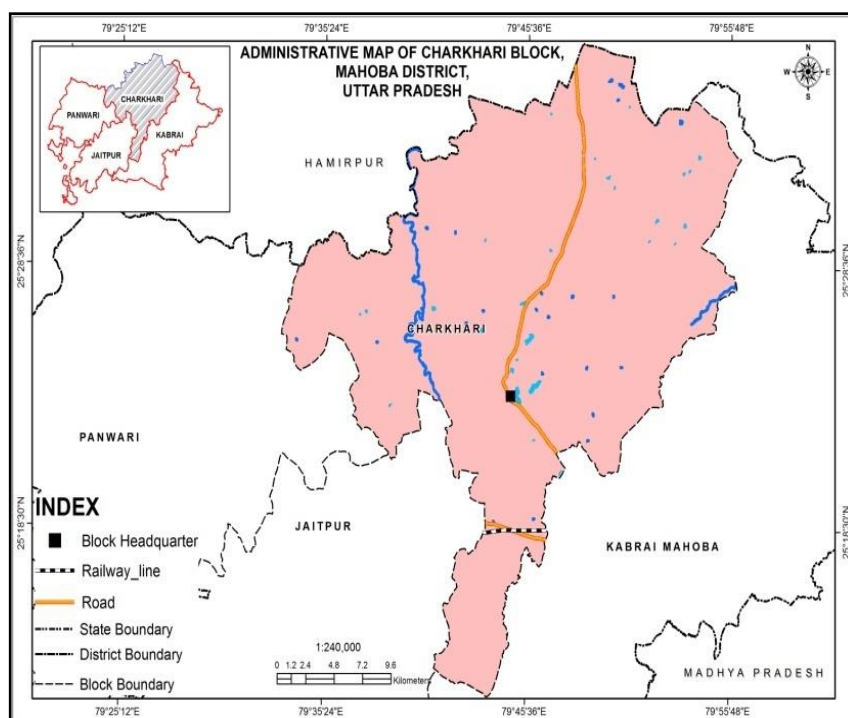 79°25'12"E
79°35'24"E
79°45'36"E
79°55'48"E
ADMINISTRATIVE MAP OF CHARKHARI BLOCK,
MAHOBA DISTRICT,
UTTAR PRADESH
N
W
E
S
CHARKHARI
PANWARI
KABRAI
JAITPUR
HAMIRPUR
25°28'36"N
25°28'36"N
CHARKHARI
PANWARI
JAITPUR
KABRAI MAHOBA
25°18'30"N
25°18'30"N
INDEX
Block Headquarter
Railway_line
Road
State Boundary
District Boundary
Block Boundary
1:240,000
0 1.2 2.4 4.8 7.2 9.6
Kilometers
MADHYA PRADESH
79°25'12"E
79°35'24"E
79°45'36"E
79°55'48"E